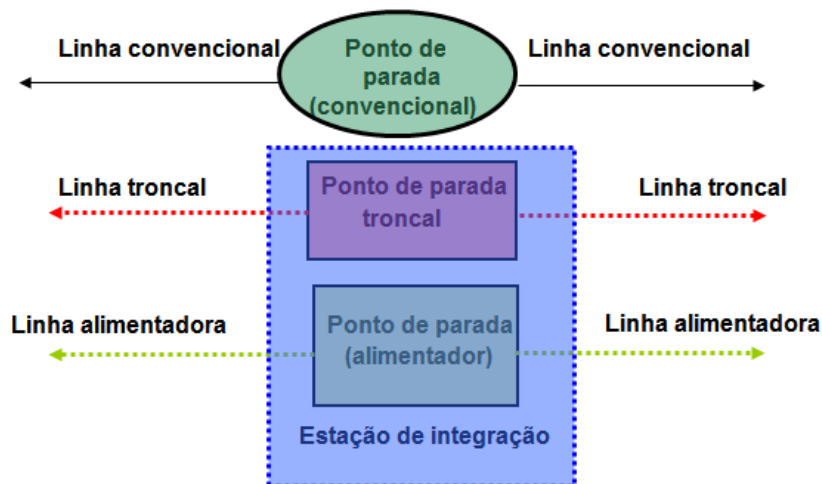 Linha convencional
Ponto de
parada
(convencional)
Linha convencional
Linha troncal
Ponto de parada
troncal
Linha troncal
Linha alimentadora
Ponto de parada
(alimentador)
Linha alimentadora
Estação de integração